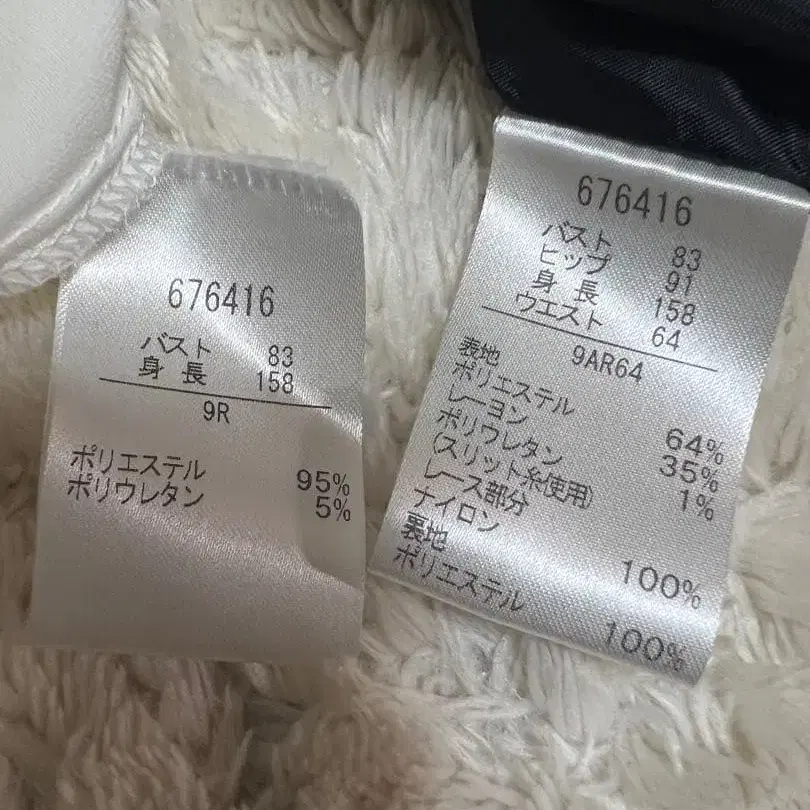 676416
バスト 83
身長 158
9R
ポリエステル 95%
ポリウレタン 5%
676416
バスト 83
ヒップ 91
身長 158
ウエスト 64
9AR64
表地
ポリエステル 64%
レーヨン 35%
ポリウレタン 1%
(スリット糸使用)
レース部分
ナイロン 100%
裏地
ポリエステル 100%